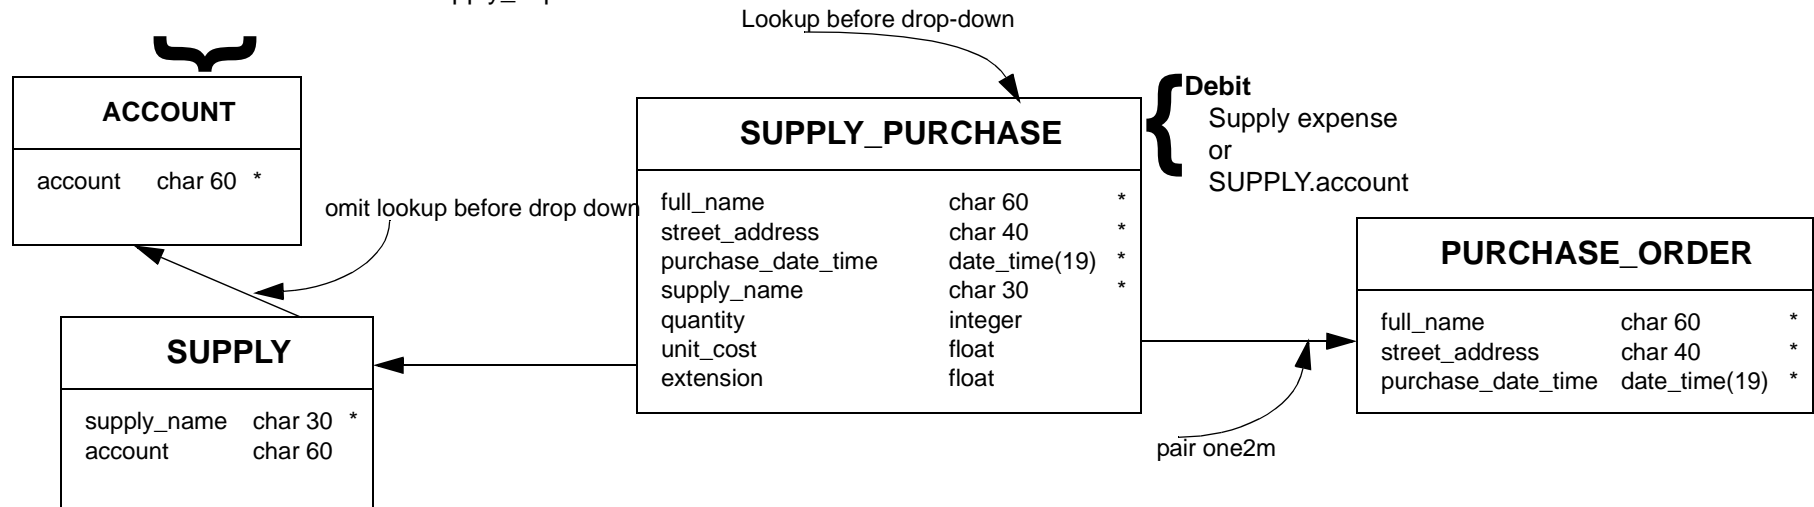 Lookup before drop-down
ACCOUNT
account char 60 *
omit lookup before drop down
SUPPLY_PURCHASE
full_name char 60 *
street_address char 40 *
purchase_date_time date_time(19) *
supply_name char 30 *
quantity integer
unit_cost float
extension float
{
Debit
Supply expense
or
SUPPLY.account
PURCHASE_ORDER
full_name char 60 *
street_address char 40 *
purchase_date_time date_time(19) *
SUPPLY
supply_name char 30 *
account char 60
pair one2m